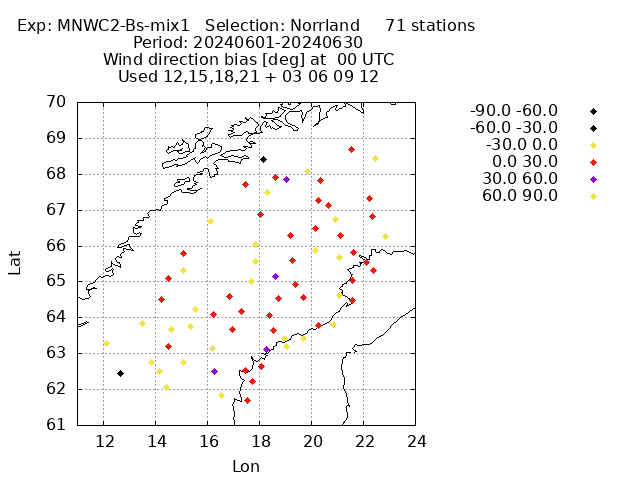 Exp: MNWC2-Bs-mix1   Selection: Norrland     71 stations
Period: 20240601-20240630
Wind direction bias [deg] at  00 UTC
Used 12,15,18,21 + 03 06 09 12
-90.0 -60.0
-60.0 -30.0
-30.0 0.0
0.0 30.0
30.0 60.0
60.0 90.0
70
69
68
67
66
65
64
63
62
61
Lat
12 14 16 18 20 22 24
Lon